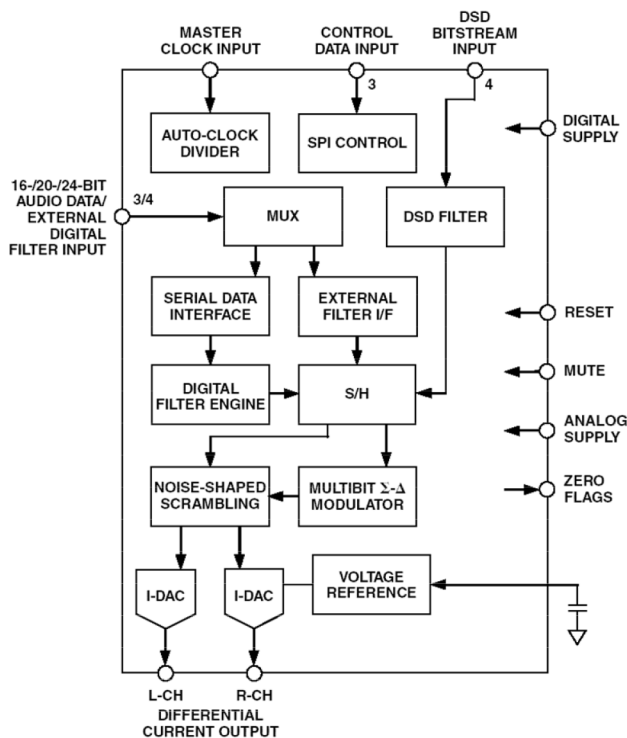 MASTER
CLOCK INPUT
CONTROL
DATA INPUT
DSD
BITSTREAM
INPUT
3
4
AUTO-CLOCK
DIVIDER
SPI CONTROL
DIGITAL
SUPPLY
16-/20-/24-BIT
AUDIO DATA/
EXTERNAL
DIGITAL
FILTER INPUT
3/4
MUX
DSD FILTER
SERIAL DATA
INTERFACE
EXTERNAL
FILTER I/F
RESET
DIGITAL
FILTER ENGINE
S/H
MUTE
ANALOG
SUPPLY
NOISE-SHAPED
SCRAMBLING
MULTIBIT Σ-Δ
MODULATOR
ZERO
FLAGS
I-DAC
I-DAC
VOLTAGE
REFERENCE
L-CH
R-CH
DIFFERENTIAL
CURRENT OUTPUT